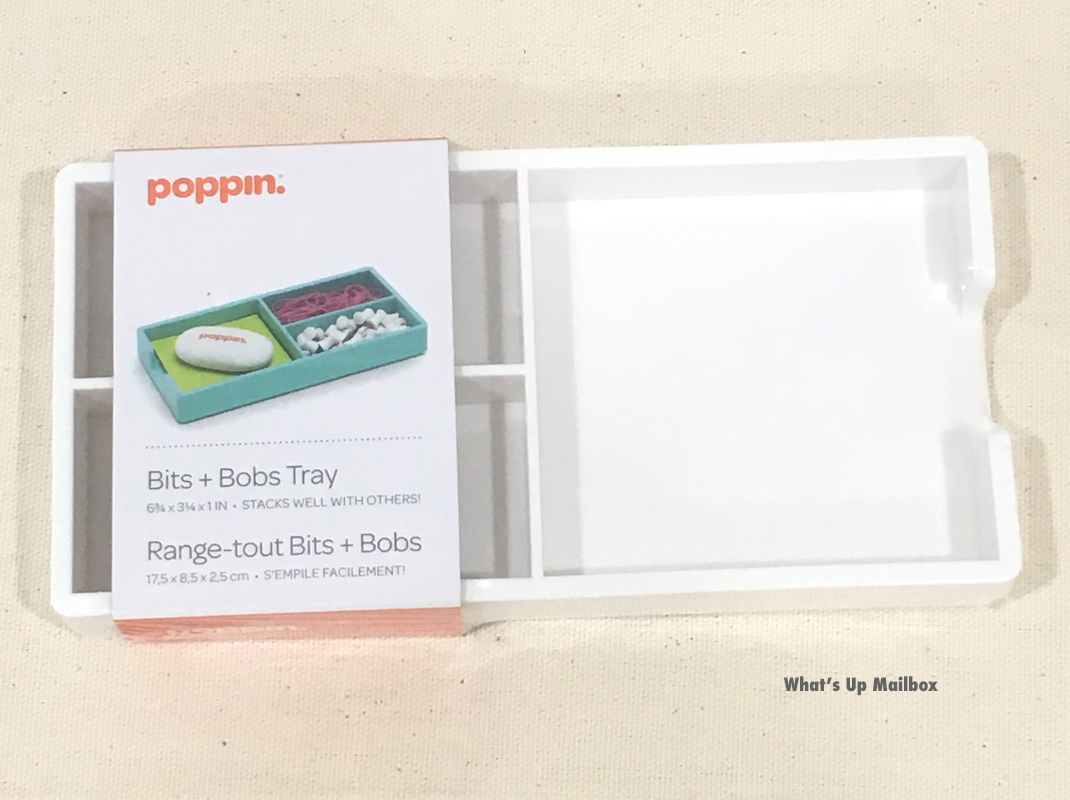 poppin.
poppin.
Bits + Bobs Tray
6¾ x 3¼ x 1 IN • STACKS WELL WITH OTHERS!
Range-tout Bits + Bobs
17,5 x 8,5 x 2,5 cm • S'EMPILE FACILEMENT!
What's Up Mailbox